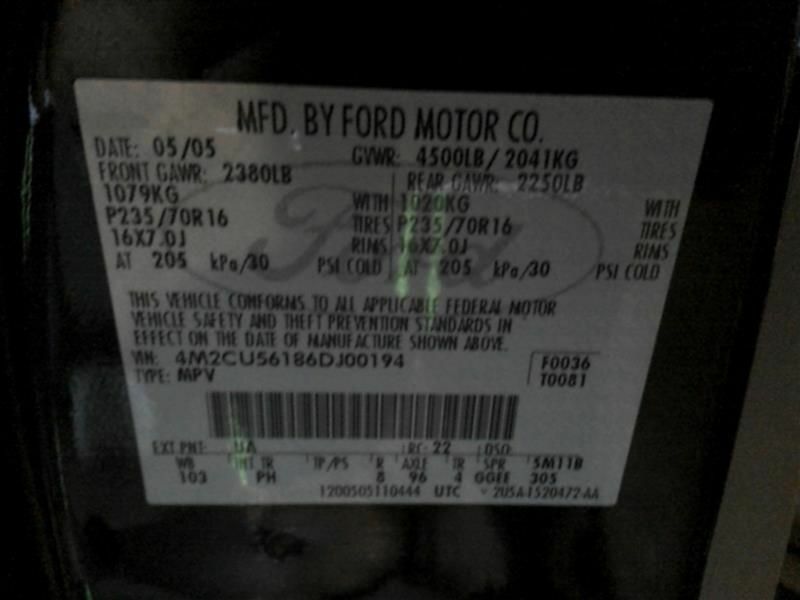 MFD. BY FORD MOTOR CO.
DATE: 05/05 GVWR: 4500LB/2041KG
FRONT GAWR: 2380LB REAR GAWR: 2250LB
1079KG WITH 1020KG WITH
P235/70R16 TIRES P235/70R16 TIRES
16X7.0J RIMS 16X7.0J RIMS
AT 205 kPa/30 PSI COLD AT 205 kPa/30 PSI COLD
Ford
THIS VEHICLE CONFORMS TO ALL APPLICABLE FEDERAL MOTOR
VEHICLE SAFETY AND THEFT PREVENTION STANDARDS IN
EFFECT ON THE DATE OF MANUFACTURE SHOWN ABOVE.
VIN: 4M2CU56186DJ00194 F0036
TYPE: MPV T0081
EXT PNT: UA RC: 22 DSO:
WB INT TR TP/PS R AXLE TR SPR 5M11B
103 PH 8 96 4 GGEE 305
1200505110444 UTC 2U5A-1520472-AA